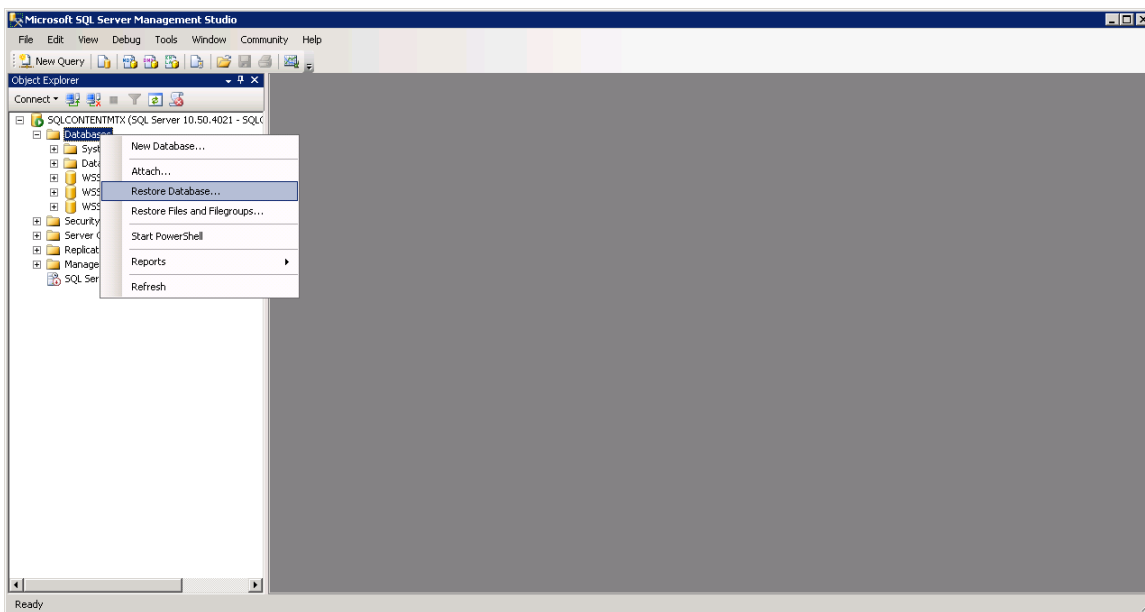 Microsoft SQL Server Management Studio
File Edit View Debug Tools Window Community Help
New Query
Object Explorer
Connect
SQLCONTENTMTX (SQL Server 10.50.4021 - SQLC
Databases
Syst
Data
WSS
WSS
WSS
Security
Server O
Replicat
Manage
SQL Ser
New Database...
Attach...
Restore Database...
Restore Files and Filegroups...
Start PowerShell
Reports
Refresh
Ready